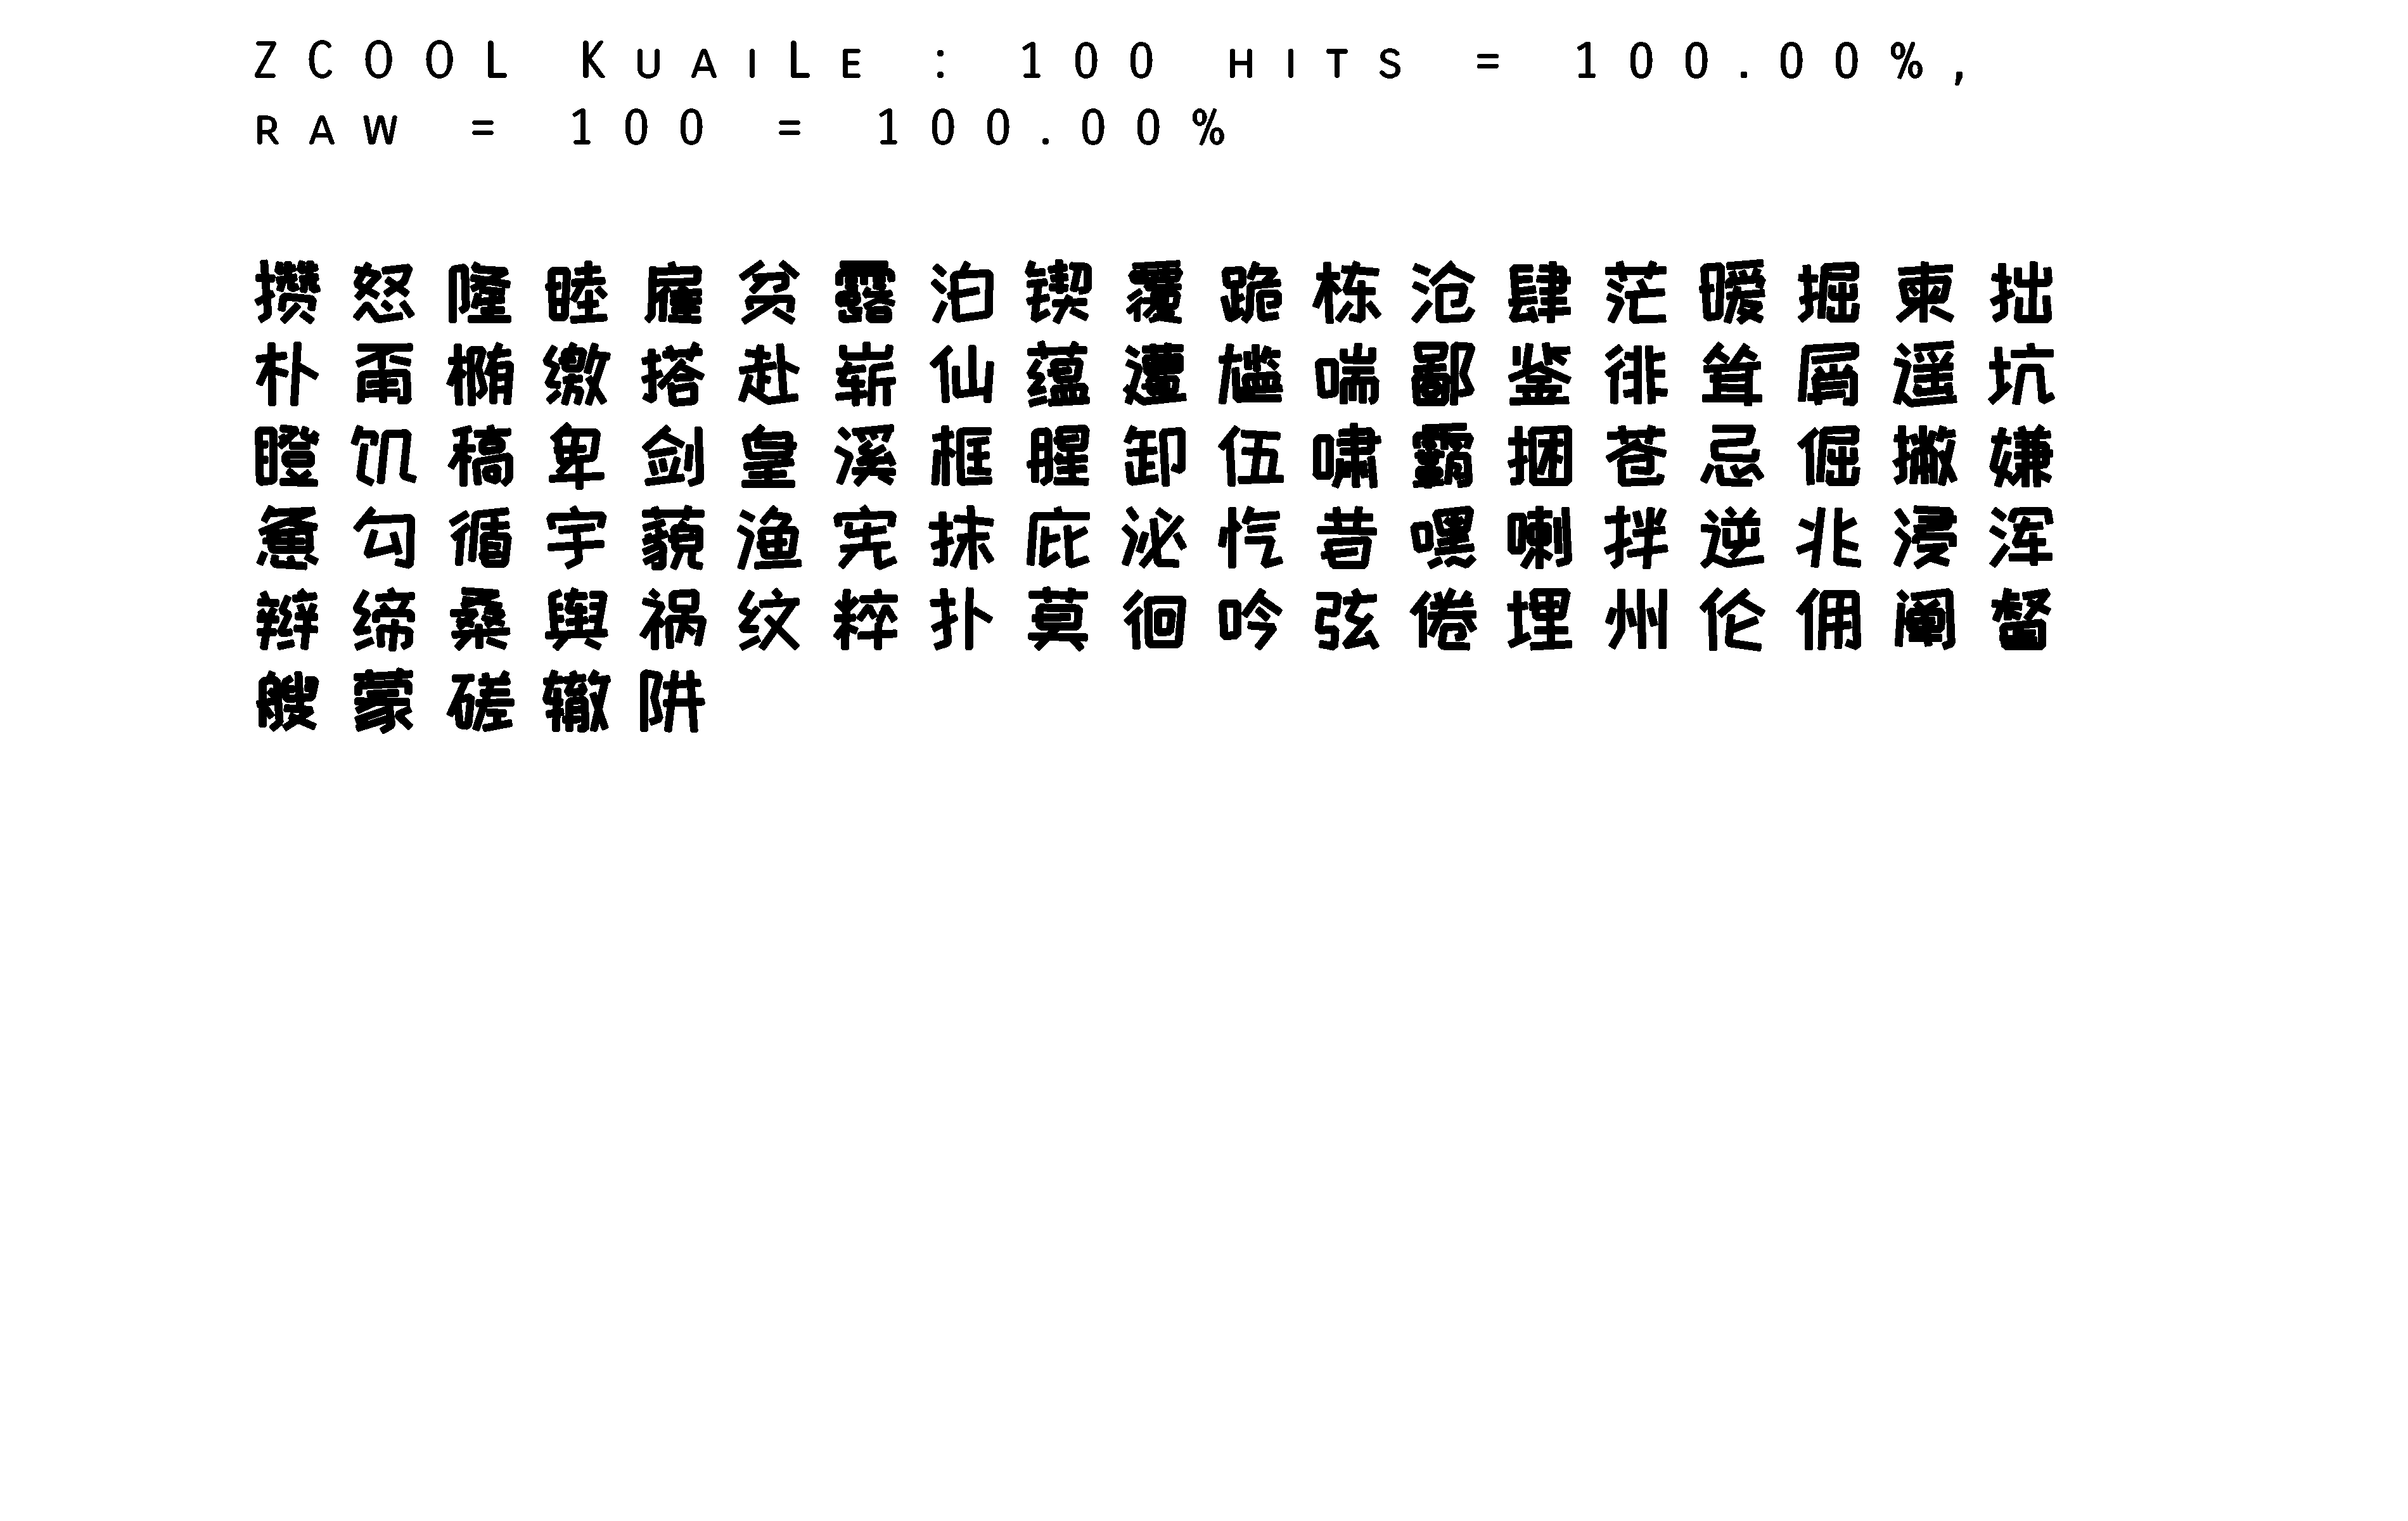 ZCOOL KuaiLe : 100 hits = 100.00%,
raw = 100 = 100.00%
攒怒隆睦雇贫露泊锲覆跪栋沧肆茫暧掘柬拙
朴甭椭缴搭赴崭仙蕴遭尴喘鄙鉴徘耸屑遥坑
瞪饥稿卑剑皇溪框腥卸伍啸霸捆苍忌倔撇嫌
惫勾循宇藐渔宪抹庇泌忾昔嘿喇拌逆兆浸浑
辫缔桑舆祸纹粹扑莫徊吟弦倦埋州伦佣阐督
艘蒙磋辙阱